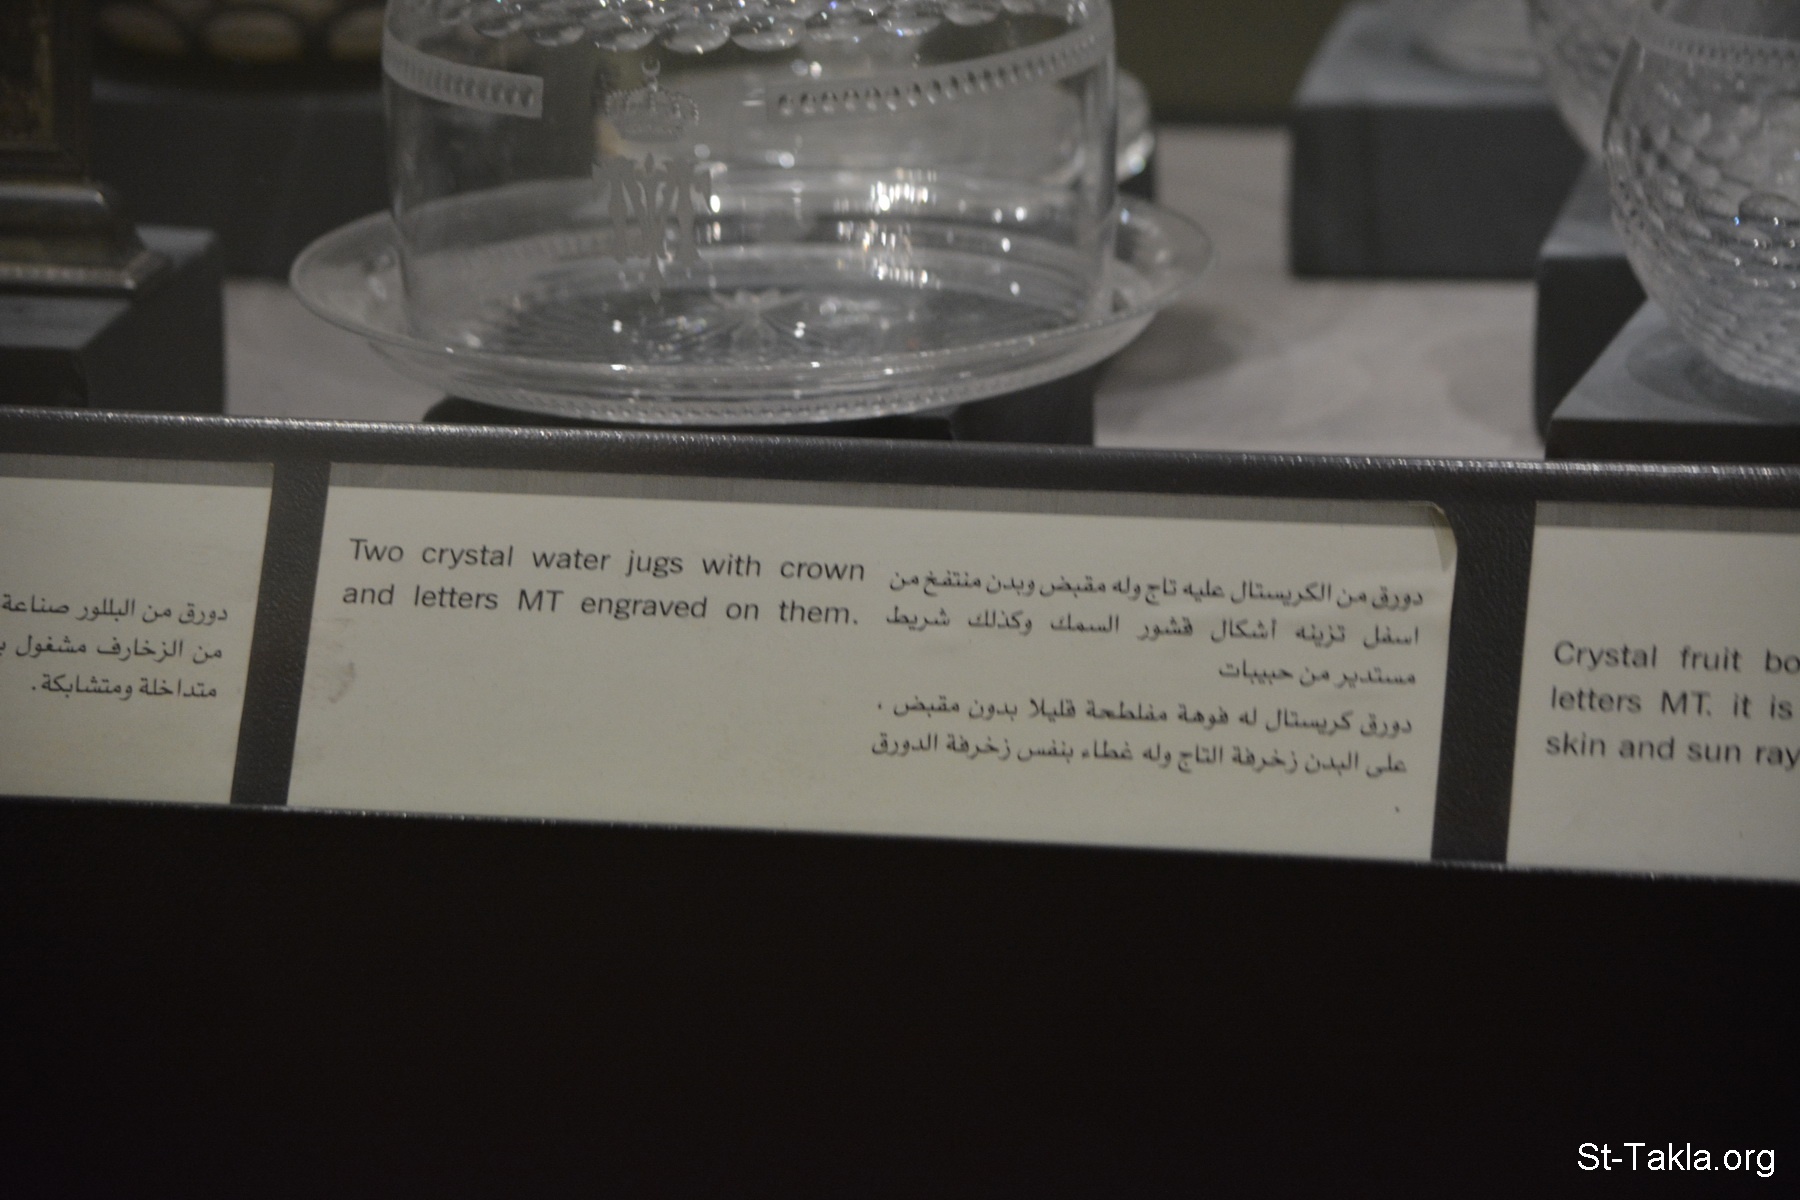 MT
دورق من البللور صناعة
من الزخارف مشغول
متداخلة ومتشابكة.
Two crystal water jugs with crown
and letters MT engraved on them.
دورق من الكريستال عليه تاج وله مقبض وبدن منتفخ من
اسفل تزينه أشكال قشور السمك وكذلك شريط
مستدير من حبيبات
دورق كريستال له فوهة مفلطحة قليلا بدون مقبض ،
على البدن زخرفة التاج وله غطاء بنفس زخرفة الدورق
.
Crystal fruit bo
letters MT. it is
skin and sun ray
St-Takla.org